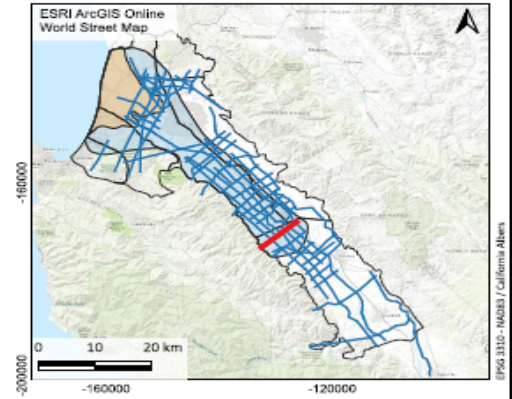 ESRI ArcGIS Online
World Street Map
-160000
-200000
0 10 20 km
-160000
-120000
EPSG 3310 - NAD83 / California Albers